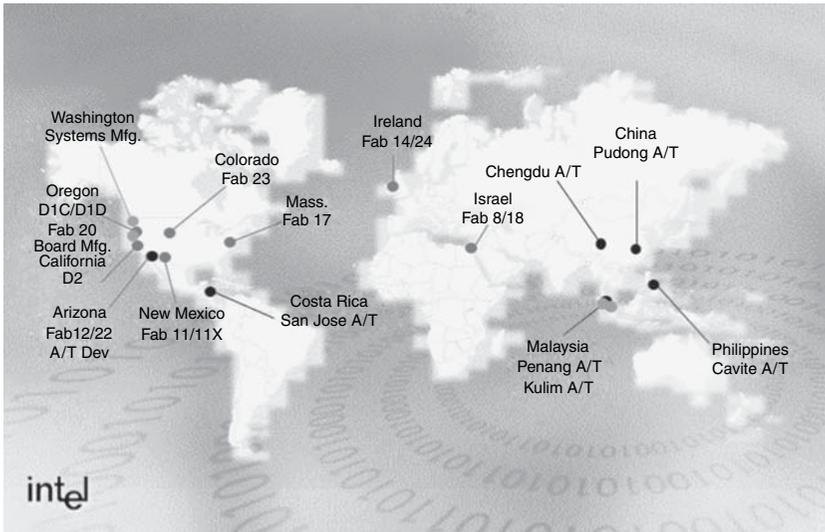 Washington
Systems Mfg.
Oregon
D1C/D1D
Fab 20
Board Mfg.
California
D2
Arizona
Fab12/22
A/T Dev
New Mexico
Fab 11/11X
Colorado
Fab 23
Mass.
Fab 17
Costa Rica
San Jose A/T
Ireland
Fab 14/24
Israel
Fab 8/18
Chengdu A/T
China
Pudong A/T
Malaysia
Penang A/T
Kulim A/T
Philippines
Cavite A/T
intel